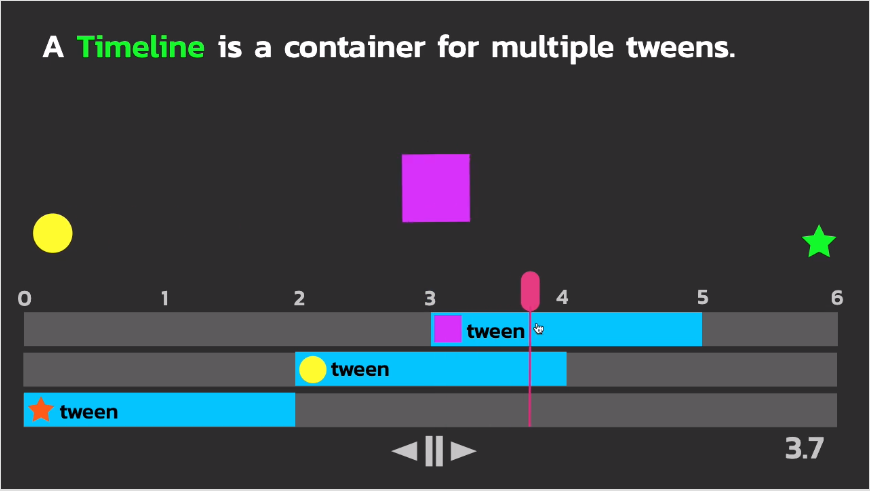 A Timeline is a container for multiple tweens.
0 1 2 3 4 5 6
tween
tween
tween
3.7